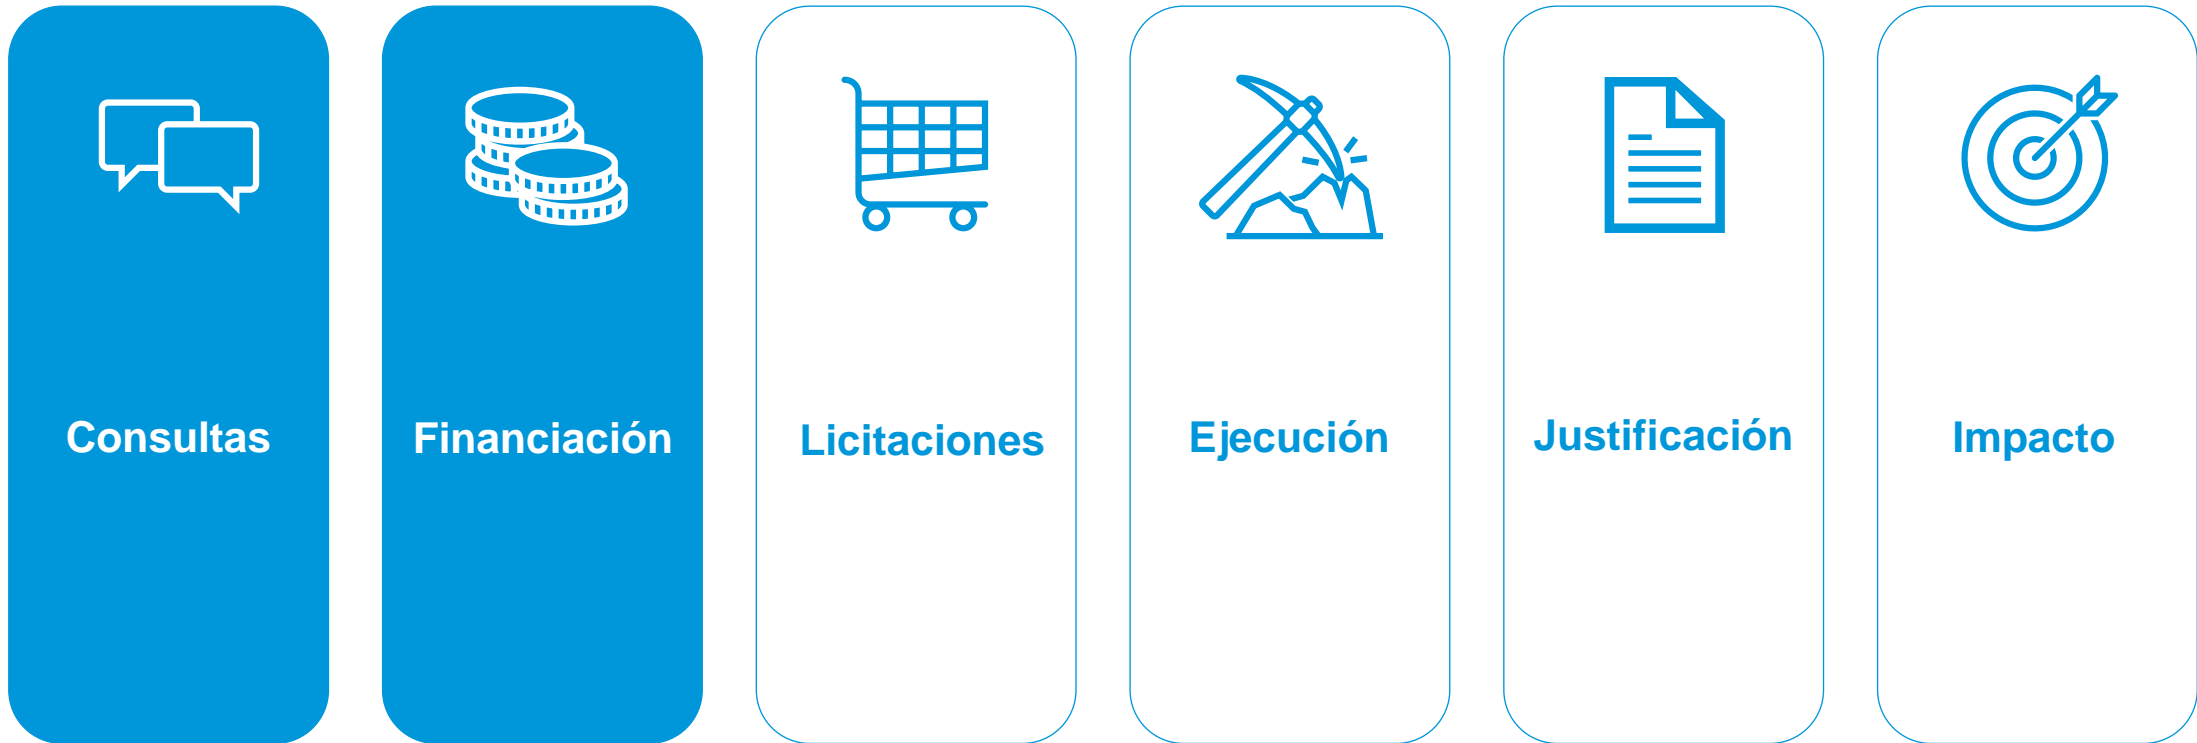 Consultas
Financiación
Licitaciones
Ejecución
Justificación
Impacto